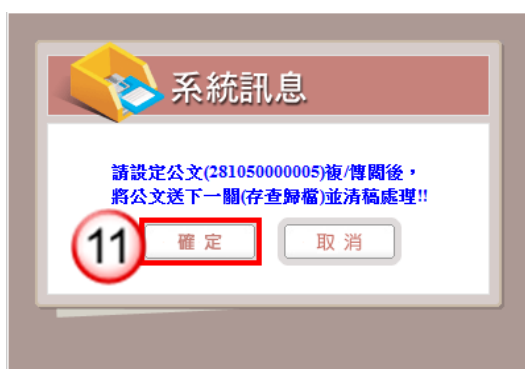 系統訊息
請設定公文(281050000005)複/傳閱後，
將公文送下一關(存查歸檔)並清稿處理!!
11
確定
取消